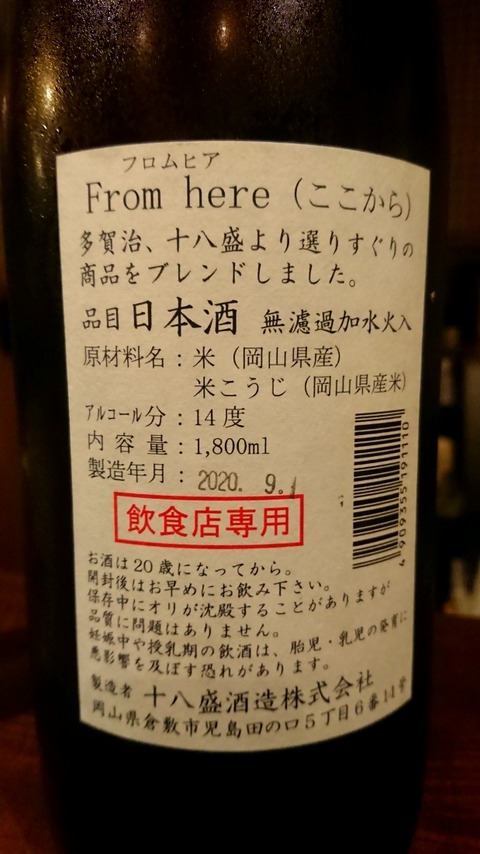 フロムヒア
From here（ここから）
多賀治、十八盛より選りすぐりの
商品をブレンドしました。
品目 日本酒 無濾過加水火入
原材料名：米（岡山県産）
米こうじ（岡山県産米）
アルコール分：14度
内容量：1,800ml
製造年月：2020. 9.1
飲食店専用
4909355191110
お酒は20歳になってから。
開封後はお早めにお飲み下さい。
保存中にオリが沈殿することがありますが
品質に問題はありません。
妊娠中や授乳期の飲酒は、胎児・乳児の発育に
悪影響を及ぼす恐れがあります。
製造者 十八盛酒造株式会社
岡山県倉敷市児島田の口5丁目6番14号